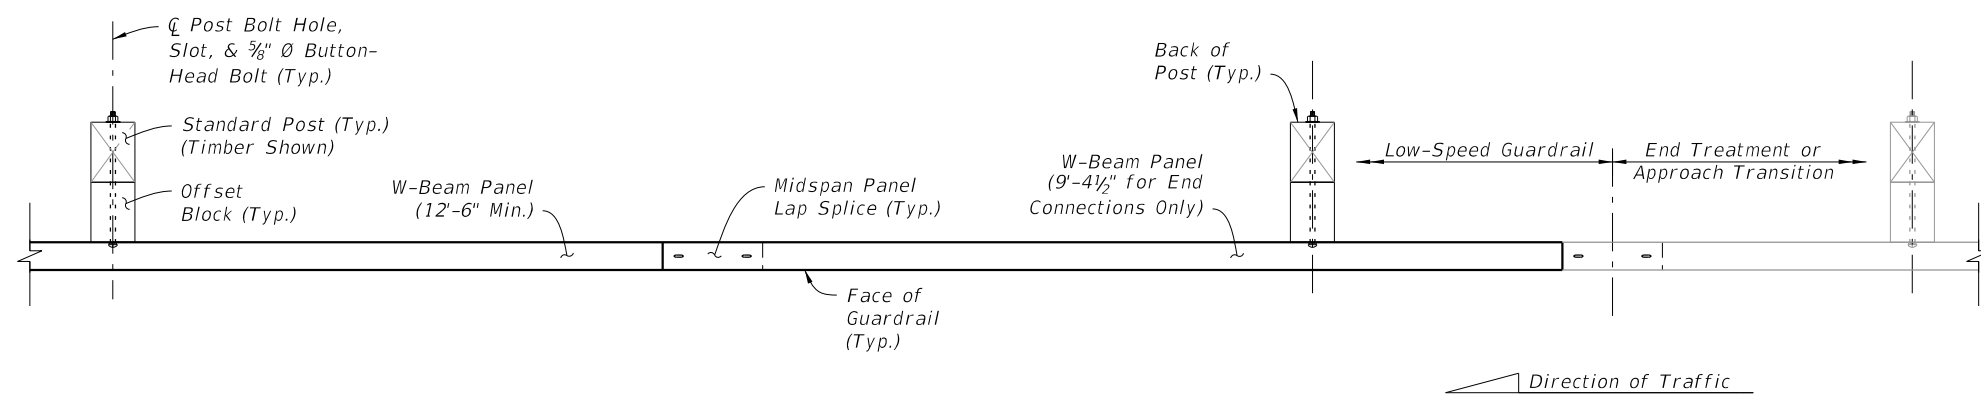 ℄ Post Bolt Hole,
Slot, & ⅝" Ø Button-
Head Bolt (Typ.)
Standard Post (Typ.)
(Timber Shown)
Offset
Block (Typ.)
W-Beam Panel
(12'-6" Min.)
Midspan Panel
Lap Splice (Typ.)
Face of
Guardrail
(Typ.)
W-Beam Panel
(9'-4½" for End
Connections Only)
Back of
Post (Typ.)
Low-Speed Guardrail
End Treatment or
Approach Transition
Direction of Traffic